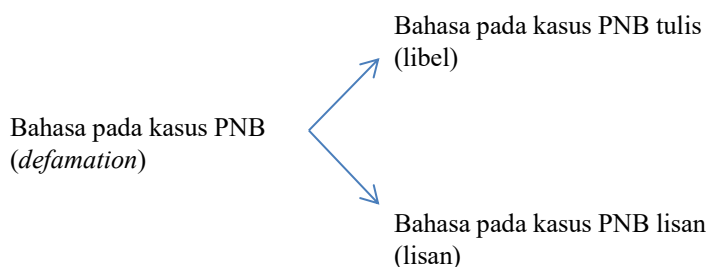 Bahasa pada kasus PNB tulis
(libel)
Bahasa pada kasus PNB
(defamation)
Bahasa pada kasus PNB lisan
(lisan)